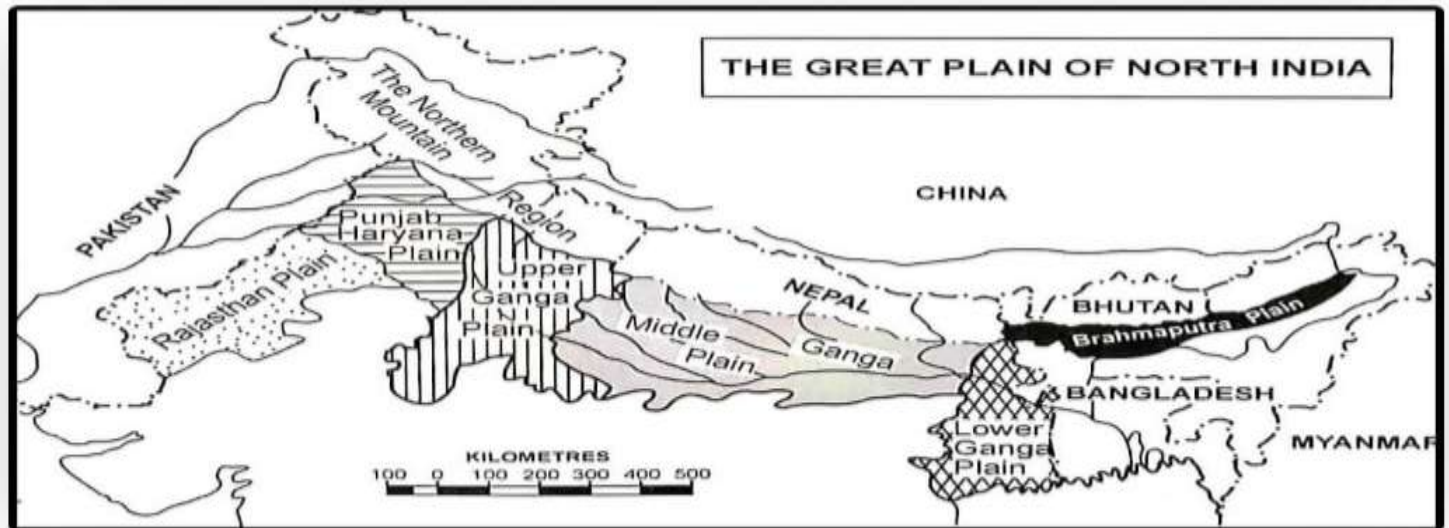 THE GREAT PLAIN OF NORTH INDIA
The Northern
Mountain
Region
CHINA
PAKISTAN
Punjab
Haryana
Plain
Rajasthan Plain
Upper
Ganga
Plain
NEPAL
Middle
Plain
Ganga
BHUTAN
Brahmaputra Plain
BANGLADESH
MYANMAR
Lower
Ganga
Plain
KILOMETRES
100 0 100 200 300 400 500